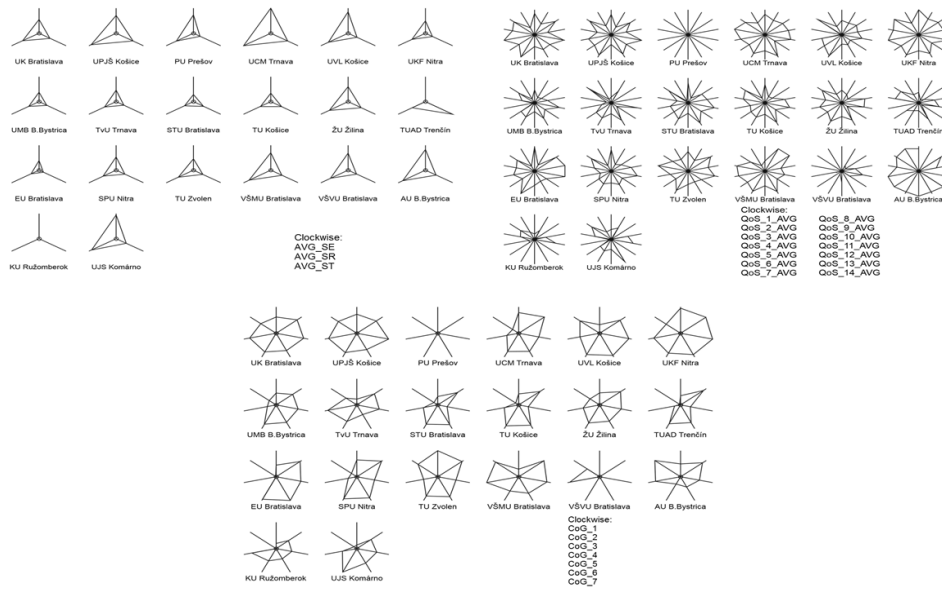 UK Bratislava UPJŠ Košice PU Prešov UCM Trnava UVL Košice UKF Nitra
UMB B.Bystrica TvU Trnava STU Bratislava TU Košice ŽU Žilina TUAD Trenčín
EU Bratislava SPU Nitra TU Zvolen VŠMU Bratislava VŠVU Bratislava AU B.Bystrica
KU Ružomberok UJS Komárno
Clockwise:
AVG_SE
AVG_SR
AVG_ST
UK Bratislava UPJŠ Košice PU Prešov UCM Trnava UVL Košice UKF Nitra
UMB B.Bystrica TvU Trnava STU Bratislava TU Košice ŽU Žilina TUAD Trenčín
EU Bratislava SPU Nitra TU Zvolen VŠMU Bratislava VŠVU Bratislava AU B.Bystrica
KU Ružomberok UJS Komárno
Clockwise:
QoS_1_AVG QoS_8_AVG
QoS_2_AVG QoS_9_AVG
QoS_3_AVG QoS_10_AVG
QoS_4_AVG QoS_11_AVG
QoS_5_AVG QoS_12_AVG
QoS_6_AVG QoS_13_AVG
QoS_7_AVG QoS_14_AVG
UK Bratislava UPJŠ Košice PU Prešov UCM Trnava UVL Košice UKF Nitra
UMB B.Bystrica TvU Trnava STU Bratislava TU Košice ŽU Žilina TUAD Trenčín
EU Bratislava SPU Nitra TU Zvolen VŠMU Bratislava VŠVU Bratislava AU B.Bystrica
KU Ružomberok UJS Komárno
Clockwise:
CoG_1
CoG_2
CoG_3
CoG_4
CoG_5
CoG_6
CoG_7